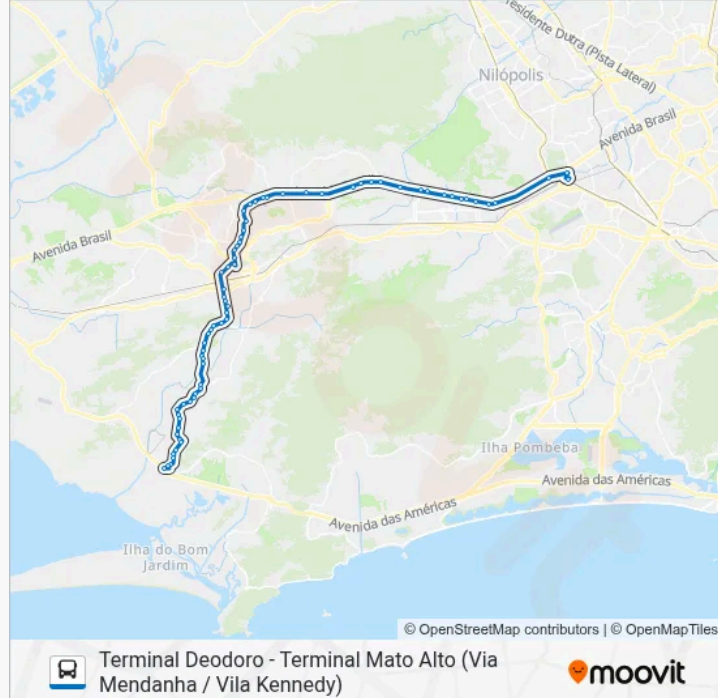 residente Dutra (Pista Lateral)
Nilópolis
Avenida Brasil
Avenida Brasil
Ilha Pombeba
Avenida das Américas
Avenida das Américas
Ilha do Bom
Jardim
© OpenStreetMap contributors | © OpenMapTiles
Terminal Deodoro - Terminal Mato Alto (Via
Mendanha / Vila Kennedy)
moovit